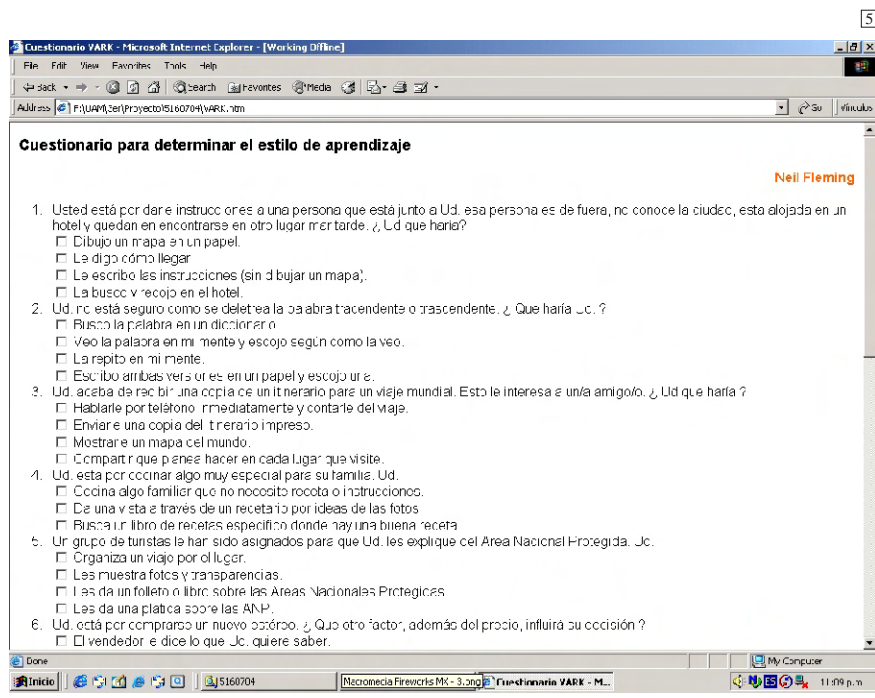 5
Cuestionario VARK - Microsoft Internet Explorer - [Working Offline]
File Edit View Favorites Tools Help
Back Search Favorites Media
Address F:\UAM\3er\Proyecto\5160704\VARK.htm Go Vínculos
Cuestionario para determinar el estilo de aprendizaje
Neil Fleming
1. Usted está por darle instrucciones a una persona que está junto a Ud. esa persona es de fuera, no conoce la ciudad, esta alojada en un
hotel y quedan en encontrarse en otro lugar mar tarde. ¿ Ud que haria?
Dibujo un mapa en un papel.
Le digo cómo llegar
Le escribo las instrucciones (sin dibujar un mapa).
La busco y recojo en el hotel.
2. Ud. no está seguro como se deletrea la palabra tracendente o trascendente. ¿ Que haría Ud. ?
Busco la palabra en un diccionario
Veo la palabra en mi mente y escojo según como la veo.
La repito en mi mente.
Escribo ambas versiones en un papel y escojo una.
3. Ud. acaba de recibir una copia de un itinerario para un viaje mundial. Esto le interesa a un/a amigo/o. ¿ Ud que haría ?
Hablarle por teléfono inmediatamente y contarle del viaje.
Enviarle una copia del itinerario impreso.
Mostrarle un mapa del mundo.
Compartir que planea hacer en cada lugar que visite.
4. Ud. esta por cocinar algo muy especial para su familia. Ud.
Cocina algo familiar que no necesite receta o instrucciones.
Da una vista a través de un recetario por ideas de las fotos
Busca un libro de recetas especifico donde hay una buena receta
5. Un grupo de turistas le han sido asignados para que Ud. les explique del Area Nacional Protegida. Ud.
Organiza un viaje por el lugar.
Les muestra fotos y transparencias.
Les da un folleto o libro sobre las Areas Nacionales Protegidas
Les da una platica sobre las ANP.
6. Ud. está por comprarse un nuevo estéreo. ¿ Que otro factor, además del precio, influirá su decisión ?
El vendedor le dice lo que Ud. quiere saber.
Done My Computer
Inicio 5160704 Macromedia Fireworks MX - 3.png Cuestionario VARK - M... ES 11:09 p.m.